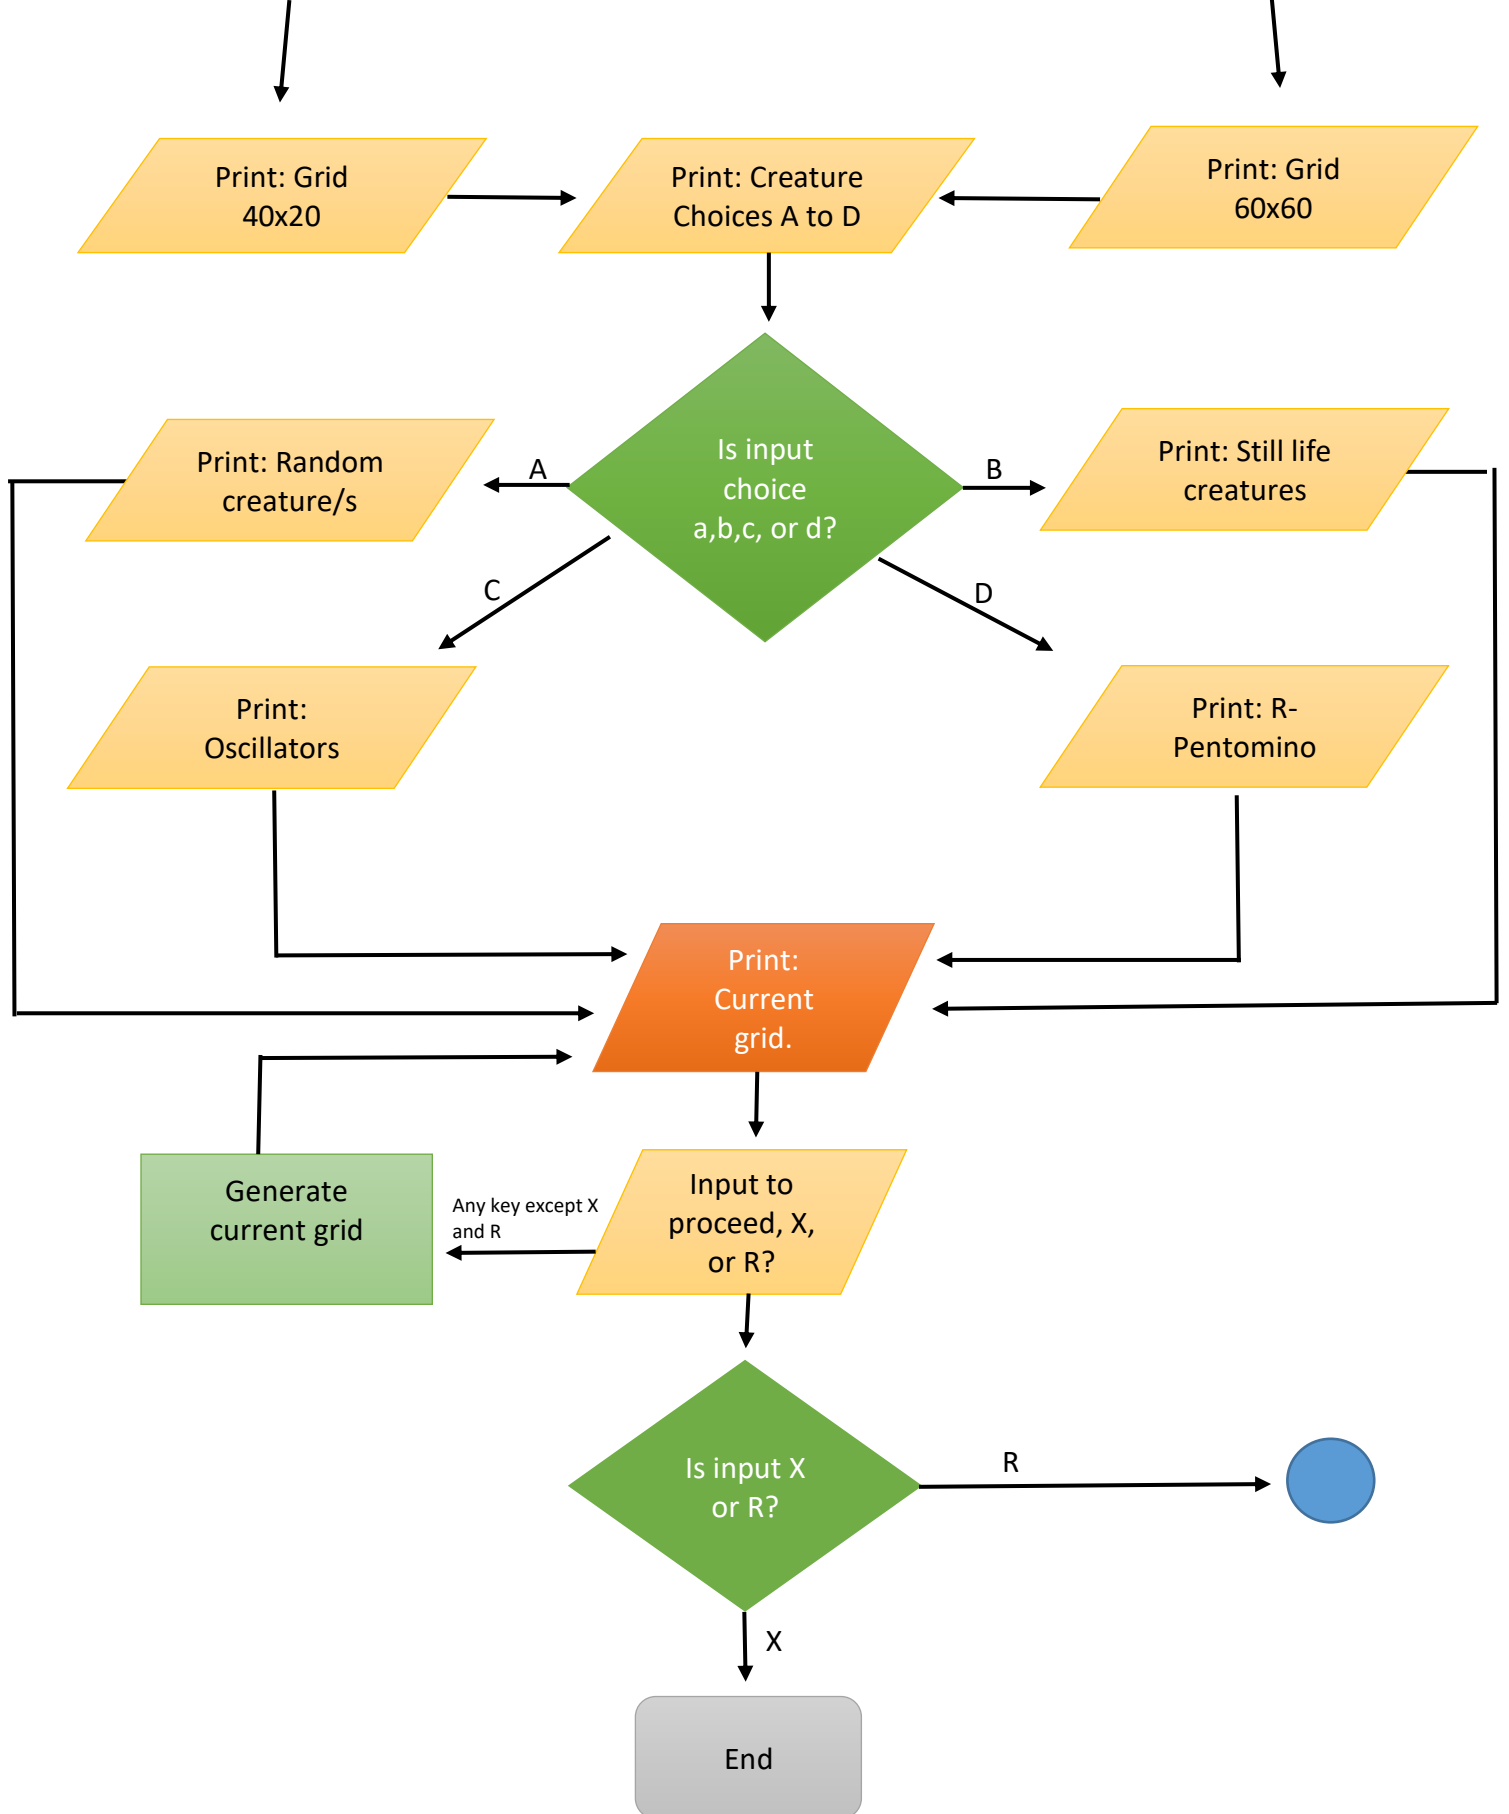 Print: Grid
40x20
Print: Creature
Choices A to D
Print: Grid
60x60
Is input
choice
a,b,c, or d?
A
B
C
D
Print: Random
creature/s
Print: Still life
creatures
Print:
Oscillators
Print: R-
Pentomino
Print:
Current
grid.
Generate
current grid
Any key except X
and R
Input to
proceed, X,
or R?
Is input X
or R?
R
X
End